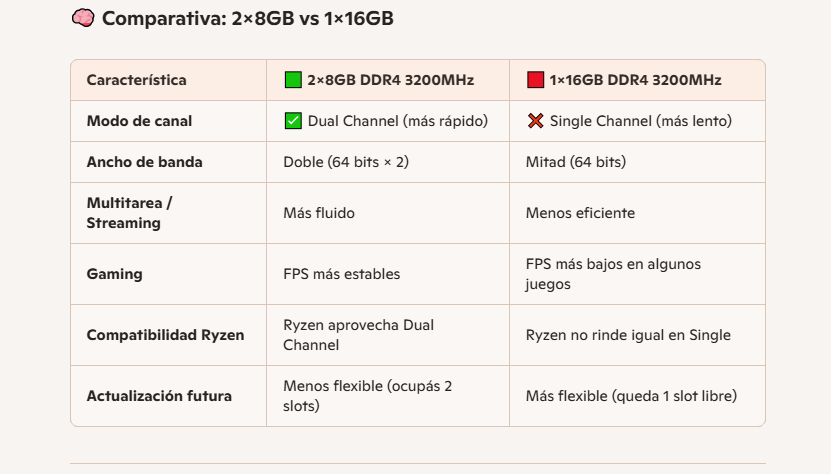 🧠 Comparativa: 2×8GB vs 1×16GB
Característica
🟩 2×8GB DDR4 3200MHz
🟥 1×16GB DDR4 3200MHz
Modo de canal
✅ Dual Channel (más rápido)
❌ Single Channel (más lento)
Ancho de banda
Doble (64 bits × 2)
Mitad (64 bits)
Multitarea /
Streaming
Más fluido
Menos eficiente
Gaming
FPS más estables
FPS más bajos en algunos
juegos
Compatibilidad Ryzen
Ryzen aprovecha Dual
Channel
Ryzen no rinde igual en Single
Actualización futura
Menos flexible (ocupás 2
slots)
Más flexible (queda 1 slot libre)